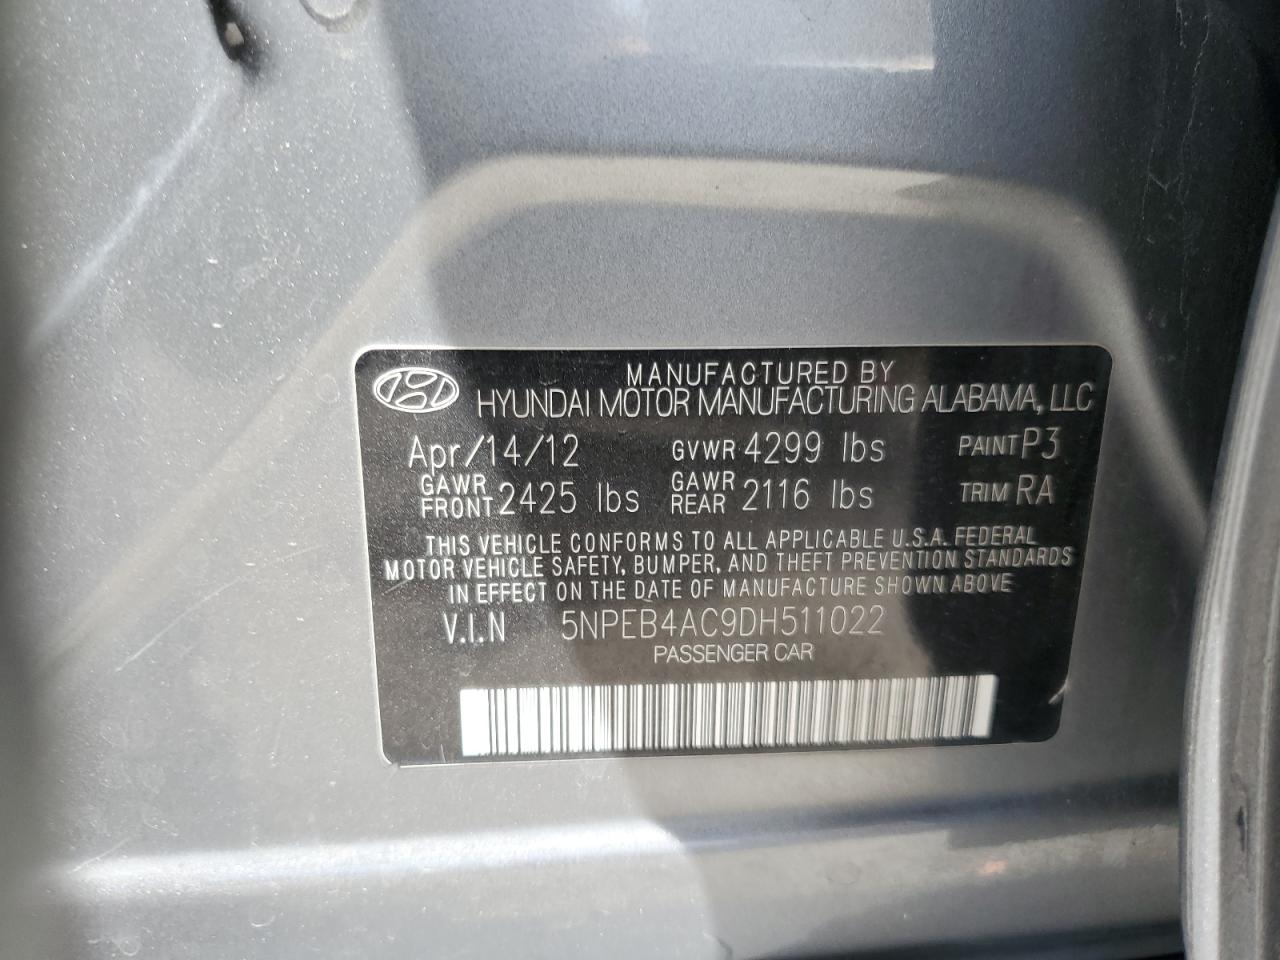 MANUFACTURED BY
HYUNDAI MOTOR MANUFACTURING ALABAMA, LLC
Apr/14/12 GVWR 4299 lbs PAINT P3
GAWR FRONT 2425 lbs GAWR REAR 2116 lbs TRIM RA
THIS VEHICLE CONFORMS TO ALL APPLICABLE U.S.A. FEDERAL
MOTOR VEHICLE SAFETY, BUMPER, AND THEFT PREVENTION STANDARDS
IN EFFECT ON THE DATE OF MANUFACTURE SHOWN ABOVE
V.I.N 5NPEB4AC9DH511022
PASSENGER CAR